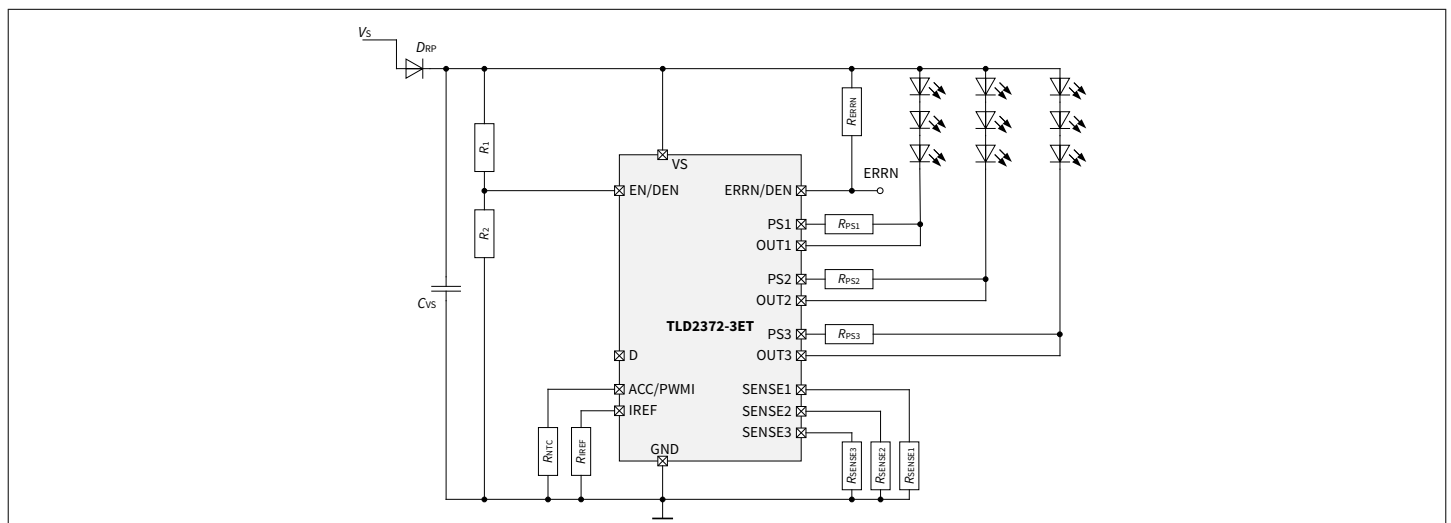 VS
DRP
R1
R2
CVS
RERRN
ERRN
VS
EN/DEN
ERRN/DEN
PS1
RPS1
OUT1
PS2
RPS2
OUT2
TLD2372-3ET
PS3
RPS3
OUT3
D
ACC/PWMI
IREF
SENSE1
SENSE2
SENSE3
GND
RNTC
RIREF
RSENSE3
RSENSE2
RSENSE1